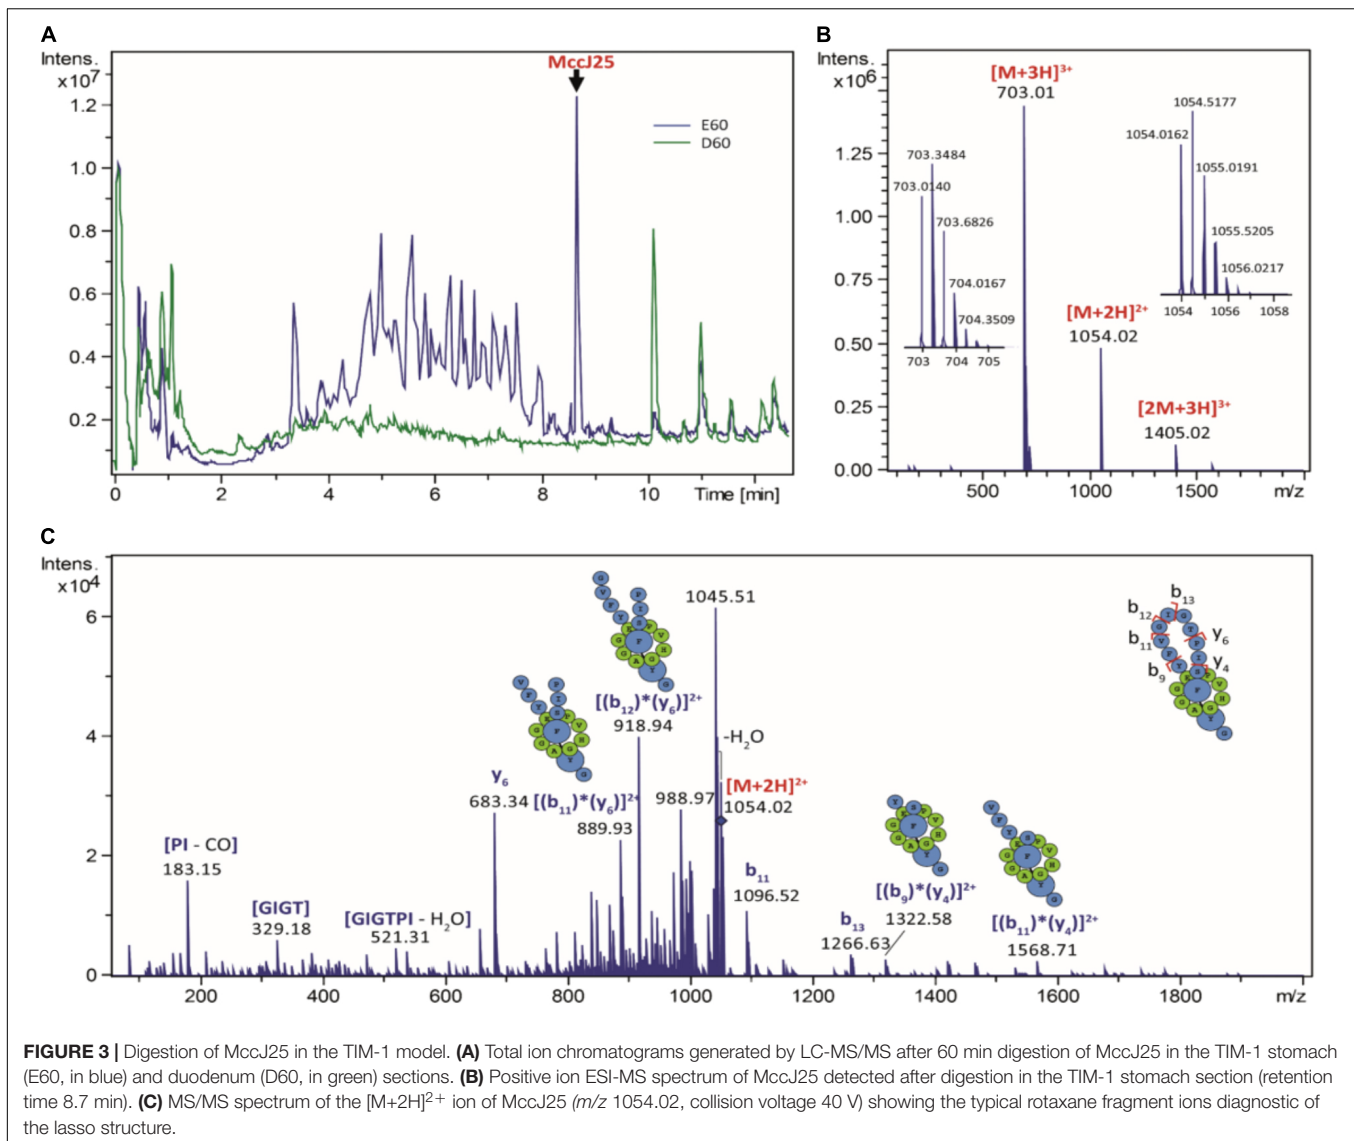 A
Intens.
x10⁷
MccJ25
E60
D60
1.2
1.0
0.8
0.6
0.4
0.2
0 2 4 6 8 10 Time [min]
B
Intens.
x10⁶
[M+3H]³⁺
703.01
1.25
1.00
0.75
0.50
0.25
0.00
703.3484
703.0140
703.6826
704.0167
704.3509
703 704 705
1054.5177
1054.0162
1055.0191
1055.5205
1056.0217
1054 1056 1058
[M+2H]²⁺
1054.02
[2M+3H]³⁺
1405.02
500 1000 1500 m/z
C
Intens.
x10⁴
6
4
2
0
[PI - CO]
183.15
[GIGT]
329.18
[GIGTPI - H₂O]
521.31
y₆
683.34
[(b₁₁)*(y₆)]²⁺
889.93
[(b₁₂)*(y₆)]²⁺
918.94
988.97
1045.51
-H₂O
[M+2H]²⁺
1054.02
b₁₁
1096.52
b₁₃
1266.63
[(b₉)*(y₄)]²⁺
1322.58
[(b₁₁)*(y₄)]²⁺
1568.71
b₁₃
b₁₂
b₁₁
b₉
y₆
y₄
200 400 600 800 1000 1200 1400 1600 1800 m/z
FIGURE 3 | Digestion of MccJ25 in the TIM-1 model. (A) Total ion chromatograms generated by LC-MS/MS after 60 min digestion of MccJ25 in the TIM-1 stomach
(E60, in blue) and duodenum (D60, in green) sections. (B) Positive ion ESI-MS spectrum of MccJ25 detected after digestion in the TIM-1 stomach section (retention
time 8.7 min). (C) MS/MS spectrum of the [M+2H]²⁺ ion of MccJ25 (m/z 1054.02, collision voltage 40 V) showing the typical rotaxane fragment ions diagnostic of
the lasso structure.